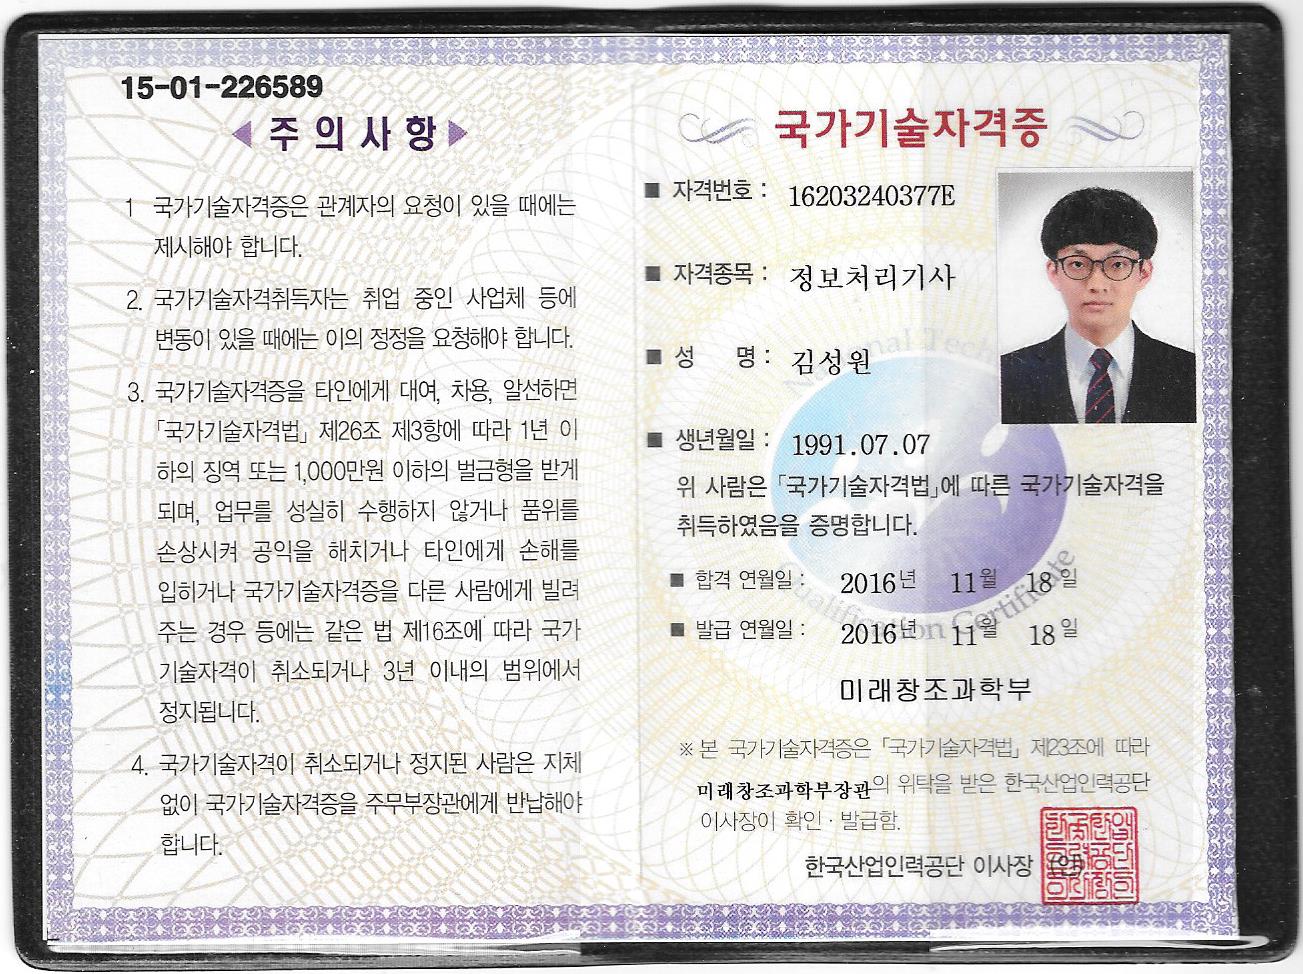 15-01-226589
◀ 주 의 사 항 ▶
1 국가기술자격증은 관계자의 요청이 있을 때에는
제시해야 합니다.
2. 국가기술자격취득자는 취업 중인 사업체 등에
변동이 있을 때에는 이의 정정을 요청해야 합니다.
3. 국가기술자격증을 타인에게 대여, 차용, 알선하면
「국가기술자격법」 제26조 제3항에 따라 1년 이
하의 징역 또는 1,000만원 이하의 벌금형을 받게
되며, 업무를 성실히 수행하지 않거나 품위를
손상시켜 공익을 해치거나 타인에게 손해를
입히거나 국가기술자격증을 다른 사람에게 빌려
주는 경우 등에는 같은 법 제16조에 따라 국가
기술자격이 취소되거나 3년 이내의 범위에서
정지됩니다.
4. 국가기술자격이 취소되거나 정지된 사람은 지체
없이 국가기술자격증을 주무부장관에게 반납해야
합니다.
국가기술자격증
■ 자격번호 : 16203240377E
■ 자격종목 : 정보처리기사
■ 성 명 : 김성원
■ 생년월일 : 1991.07.07
위 사람은 「국가기술자격법」에 따른 국가기술자격을
취득하였음을 증명합니다.
■ 합격 연월일 : 2016년 11월 18일
■ 발급 연월일 : 2016년 11월 18일
미래창조과학부
※ 본 국가기술자격증은 「국가기술자격법」 제23조에 따라
미래창조과학부장관의 위탁을 받은 한국산업인력공단
이사장이 확인·발급함.
한국산업인력공단 이사장 (인)
National Tech
Qualification Certificate